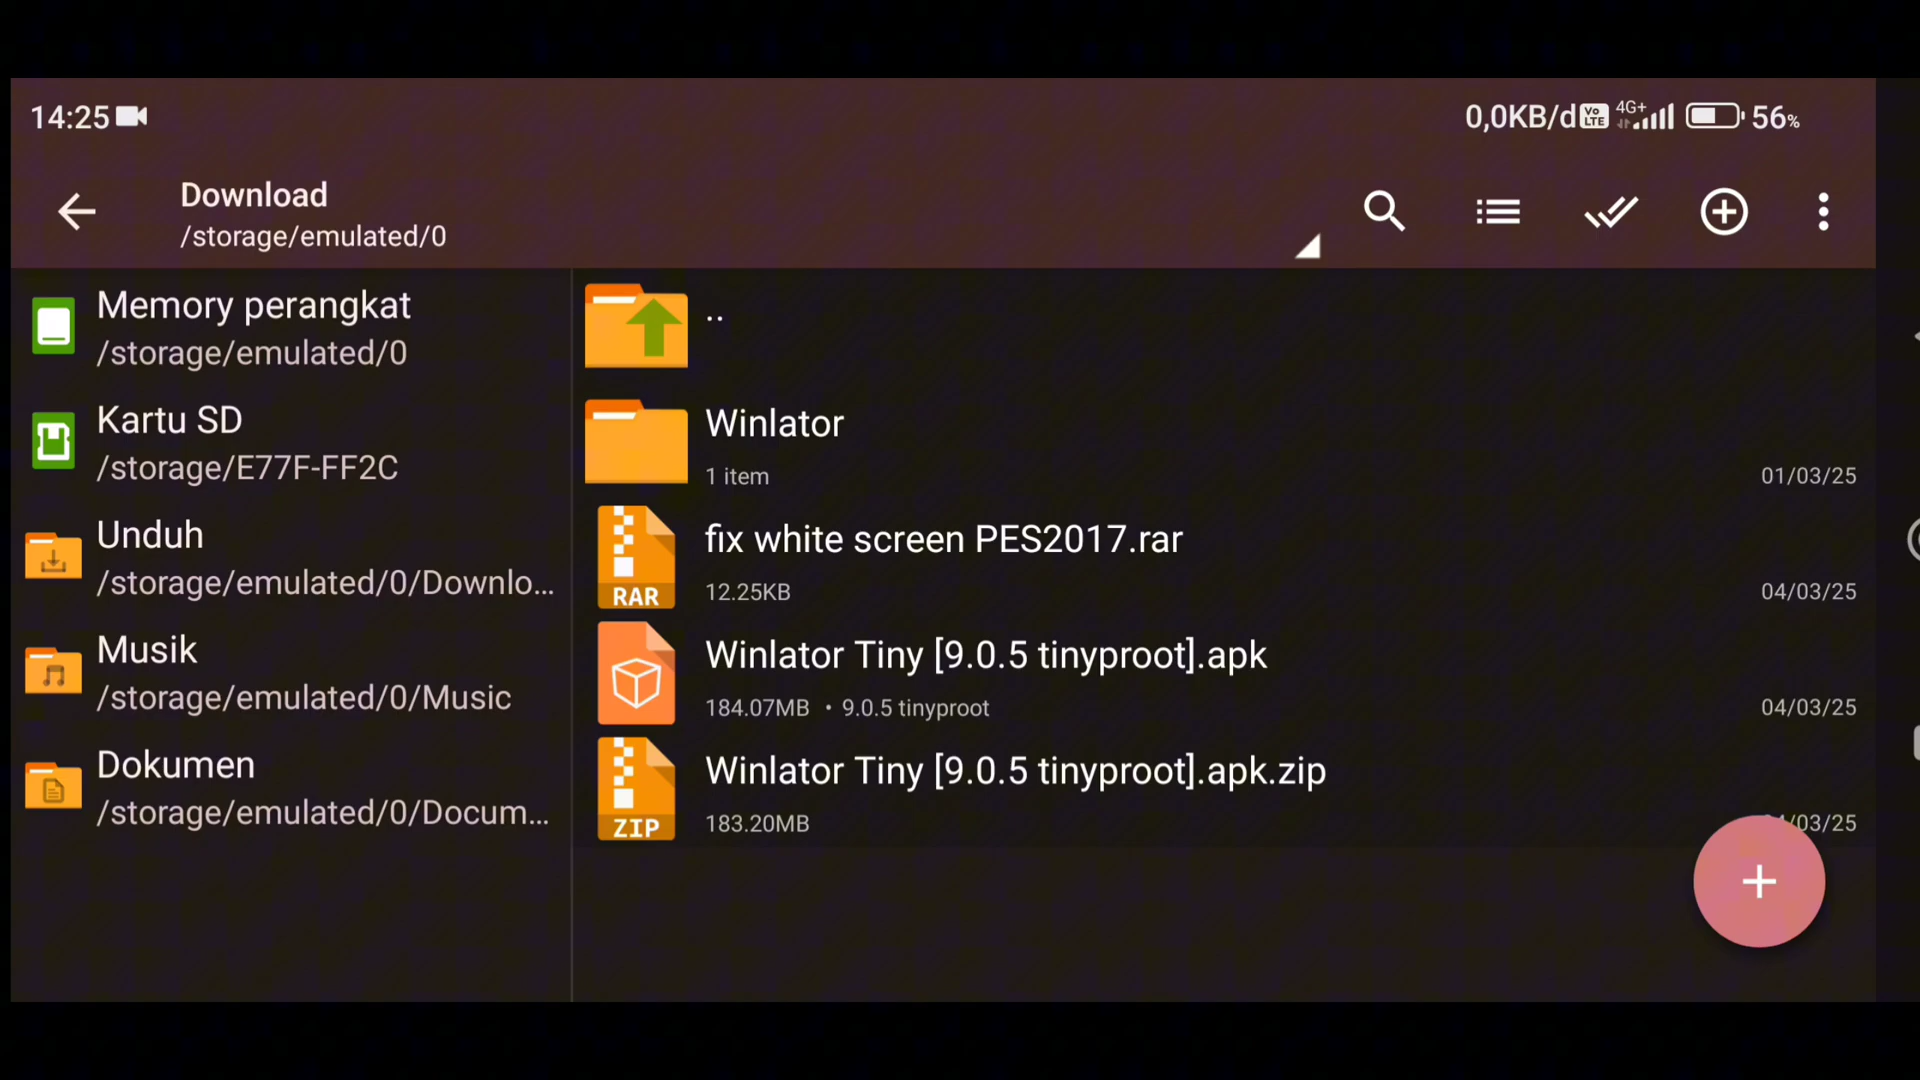 14:25
0,0KB/d Vo LTE 4G+ 56%
Download
/storage/emulated/0
Memory perangkat
/storage/emulated/0
Kartu SD
/storage/E77F-FF2C
Unduh
/storage/emulated/0/Downlo...
Musik
/storage/emulated/0/Music
Dokumen
/storage/emulated/0/Docum...
..
Winlator
1 item
01/03/25
fix white screen PES2017.rar
RAR
12.25KB
04/03/25
Winlator Tiny [9.0.5 tinyproot].apk
184.07MB • 9.0.5 tinyproot
04/03/25
Winlator Tiny [9.0.5 tinyproot].apk.zip
ZIP
183.20MB
/03/25